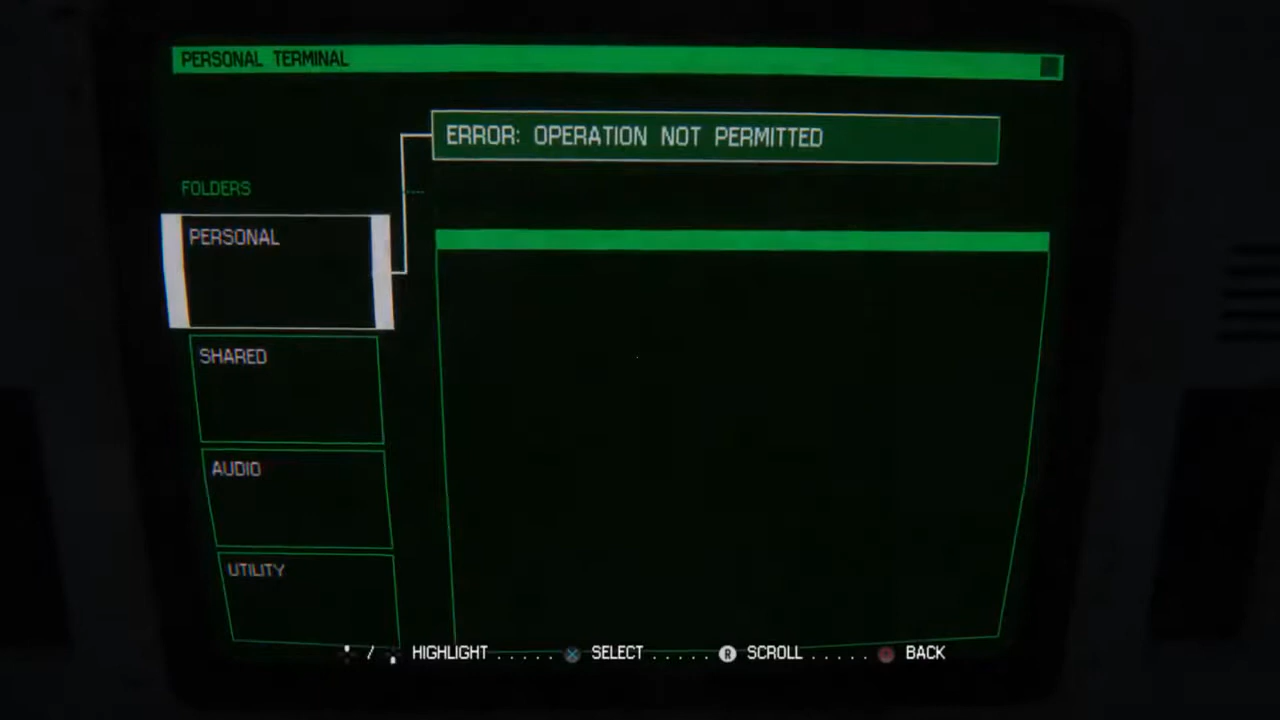 PERSONAL TERMINAL
ERROR: OPERATION NOT PERMITTED
FOLDERS
PERSONAL
SHARED
AUDIO
UTILITY
/ HIGHLIGHT ..... SELECT ..... R SCROLL ..... BACK